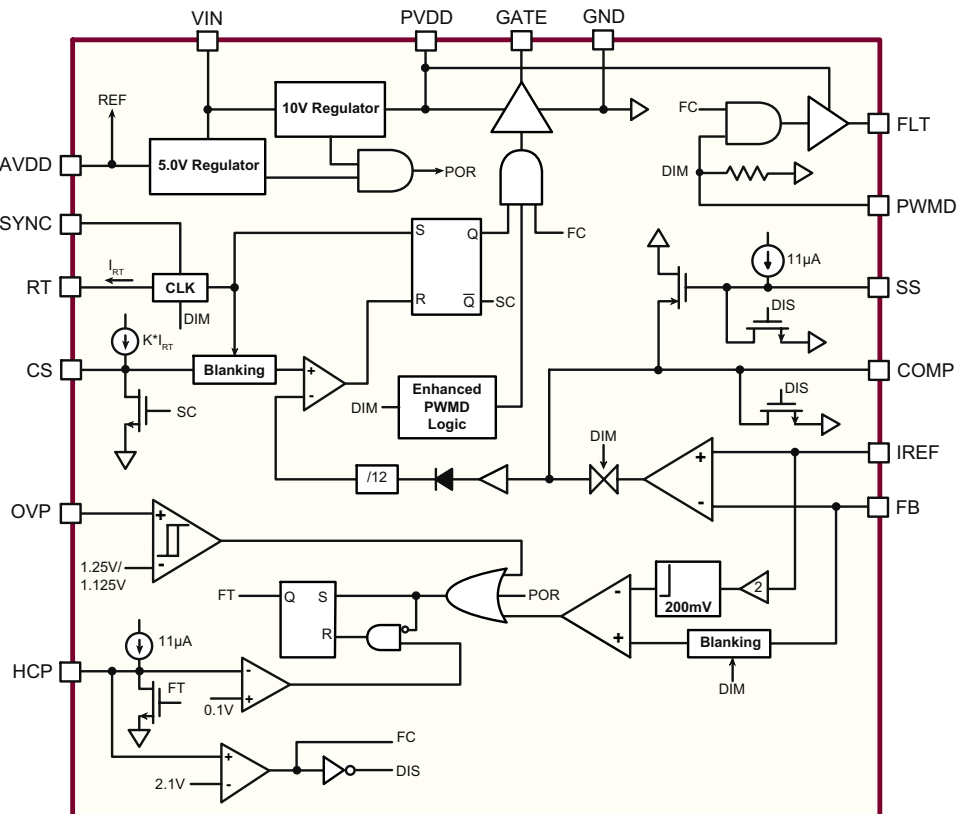 VIN
PVDD
GATE
GND
REF
10V Regulator
FC
FLT
AVDD
5.0V Regulator
POR
DIM
PWMD
SYNC
S
Q
FC
11µA
I_RT
RT
CLK
R
Q̅
SC
SS
DIM
DIS
K*I_RT
CS
Blanking
+
-
COMP
Enhanced
PWMD
Logic
DIM
DIS
SC
DIM
IREF
/12
+
-
FB
OVP
+
-
1.25V/
1.125V
FT
Q
S
R
POR
-
+
200mV
2
Blanking
DIM
11µA
HCP
FT
-
+
0.1V
FC
+
-
2.1V
DIS